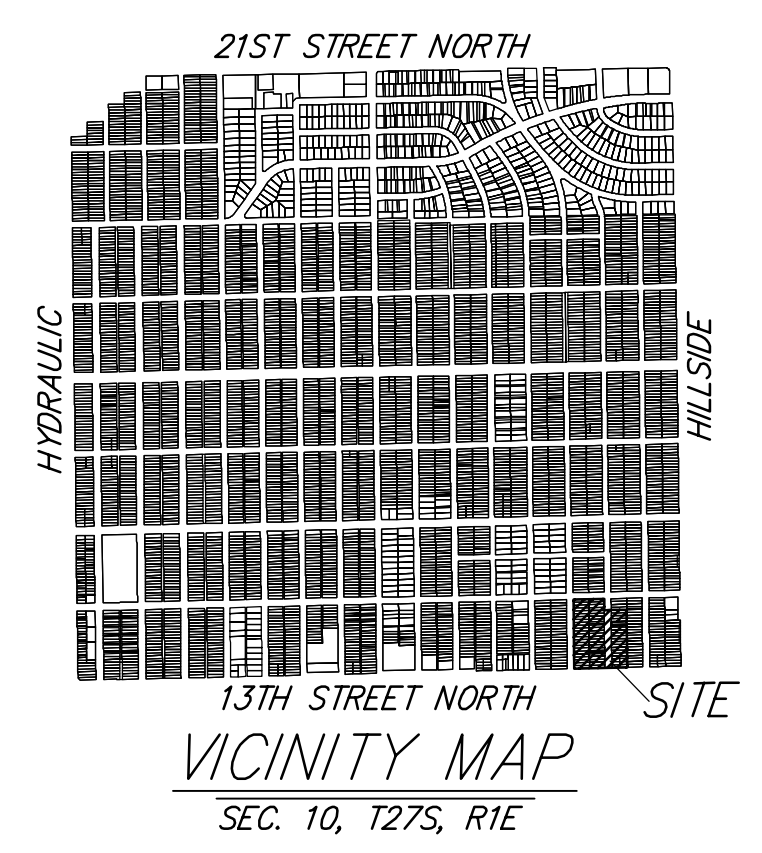 21ST STREET NORTH
HYDRAULIC
HILLSIDE
13TH STREET NORTH
SITE
VICINITY MAP
SEC. 10, T27S, R1E